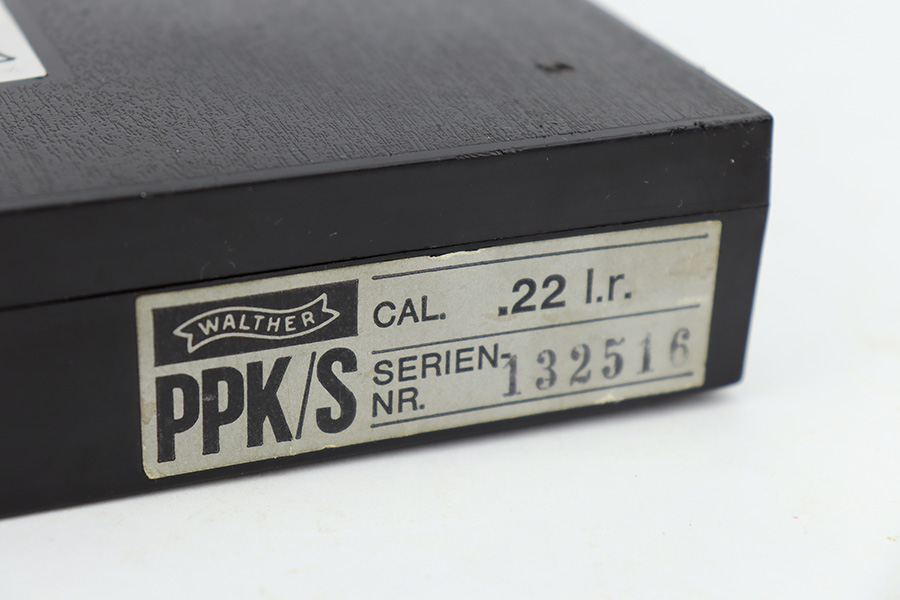 WALTHER
PPK/S
CAL. .22 l.r.
SERIEN-
NR. 132516